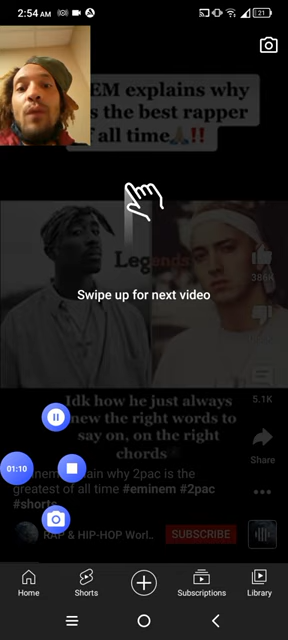 2:54 AM
21
EM explains why
s the best rapper
f all time🙏🏼!!
Legends
Swipe up for next video
386K
Idk how he just always
new the right words to
say on, on the right
chords
5.1K
01:10
nem explain why 2pac is the
greatest of all time #eminem #2pac
#shorts
Share
RAP & HIP-HOP Worl..
SUBSCRIBE
Home
Shorts
Subscriptions
Library